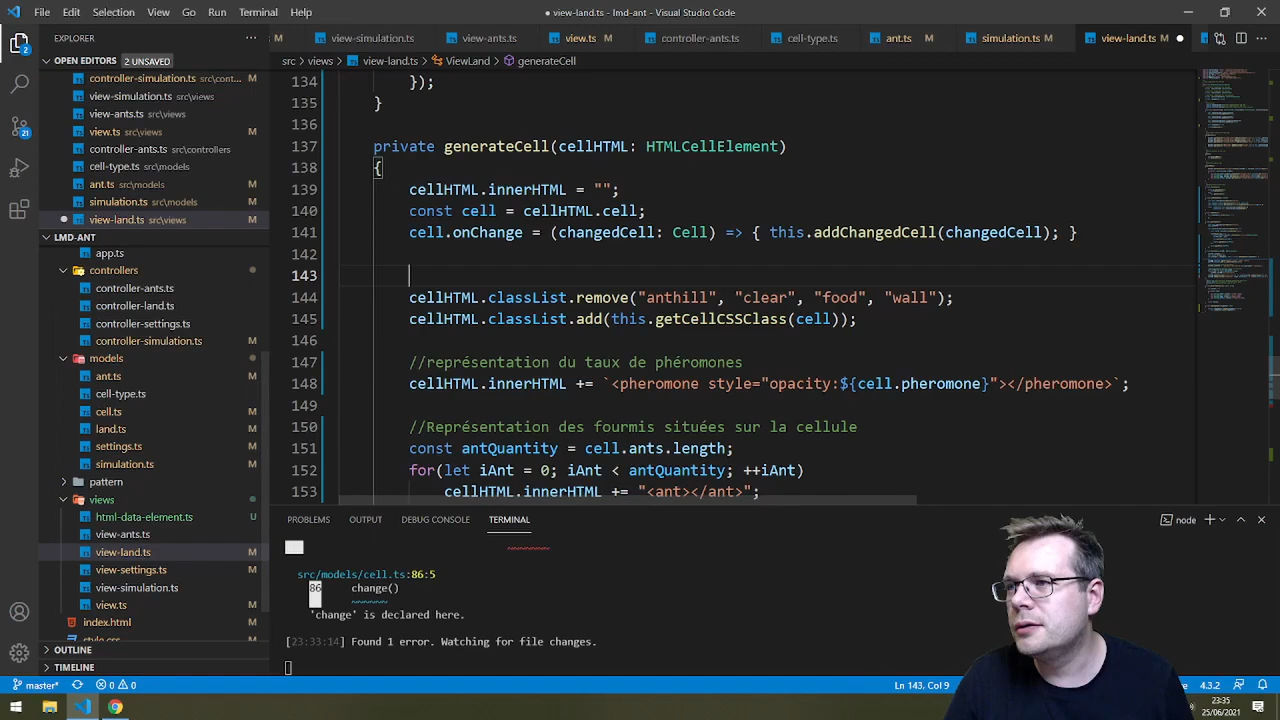 File Edit Selection View Go Run Terminal Help
● view-land.ts - lmd-ant - Visual Studio Code
EXPLORER
M view-simulation.ts view-ants.ts view.ts M controller-ants.ts cell-type.ts ant.ts M simulation.ts M view-land.ts M
OPEN EDITORS 2 UNSAVED
src > views > view-land.ts > ViewLand > generateCell
controller-simulation.ts src\cont... M
view-simulation.ts src\views
view-ants.ts src\views
view.ts src\views M
controller-ants.ts src\controllers
cell-type.ts src\models
ant.ts src\models M
simulation.ts src\models M
view-land.ts src\views M
LMD-ANT
app.ts
controllers
controller-ants.ts
controller-land.ts
controller-settings.ts
controller-simulation.ts M
models
ant.ts M
cell-type.ts
cell.ts M
land.ts M
settings.ts M
simulation.ts M
pattern
views
html-data-element.ts U
view-ants.ts
view-land.ts M
view-settings.ts M
view-simulation.ts
view.ts M
index.html M
style.css
OUTLINE
TIMELINE
134 });
135 }
136
137 private generateCell(cellHTML: HTMLCellElement)
138 {
139 cellHTML.innerHTML = "";
140 const cell = cellHTML.cell;
141 cell.onChange = (changedCell: Cell) => { this.addChangedCell(changedCell); }
142
143
144 cellHTML.classList.remove("anthill", "clear", "food", "wall");
145 cellHTML.classList.add(this.getCellCSSClass(cell));
146
147 //représentation du taux de phéromones
148 cellHTML.innerHTML += `<pheromone style="opacity:${cell.pheromone}"></pheromone>`;
149
150 //Représentation des fourmis situées sur la cellule
151 const antQuantity = cell.ants.length;
152 for(let iAnt = 0; iAnt < antQuantity; ++iAnt)
153 cellHTML.innerHTML += "<ant></ant>";
PROBLEMS OUTPUT DEBUG CONSOLE TERMINAL
node
src/models/cell.ts:86:5
86 change()
'change' is declared here.
[23:33:14] Found 1 error. Watching for file changes.
master* 0 0
Ln 143, Col 9
4.3.2
23:35
25/06/2021